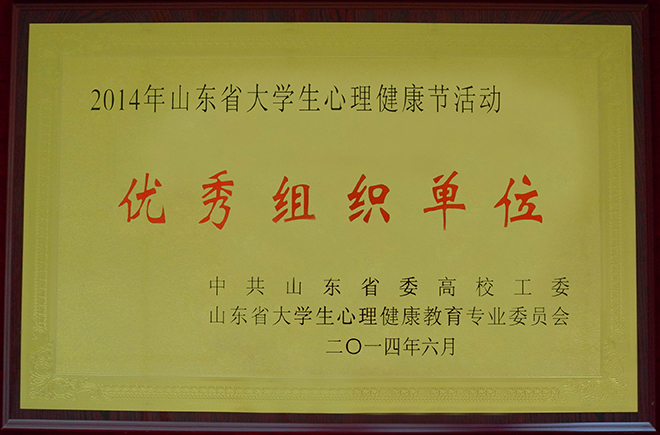 2014年山东省大学生心理健康节活动
优秀组织单位
中共山东省委高校工委
山东省大学生心理健康教育专业委员会
二〇一四年六月